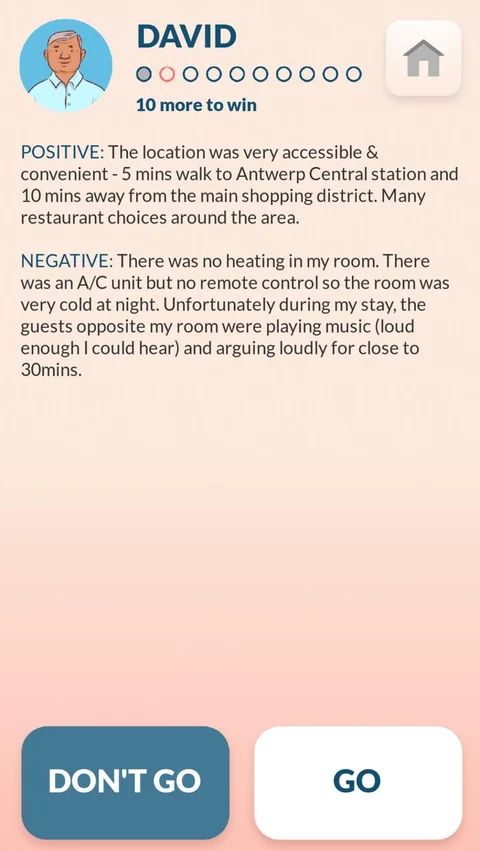 DAVID
10 more to win
POSITIVE: The location was very accessible &
convenient - 5 mins walk to Antwerp Central station and
10 mins away from the main shopping district. Many
restaurant choices around the area.
NEGATIVE: There was no heating in my room. There
was an A/C unit but no remote control so the room was
very cold at night. Unfortunately during my stay, the
guests opposite my room were playing music (loud
enough I could hear) and arguing loudly for close to
30mins.
DON'T GO
GO